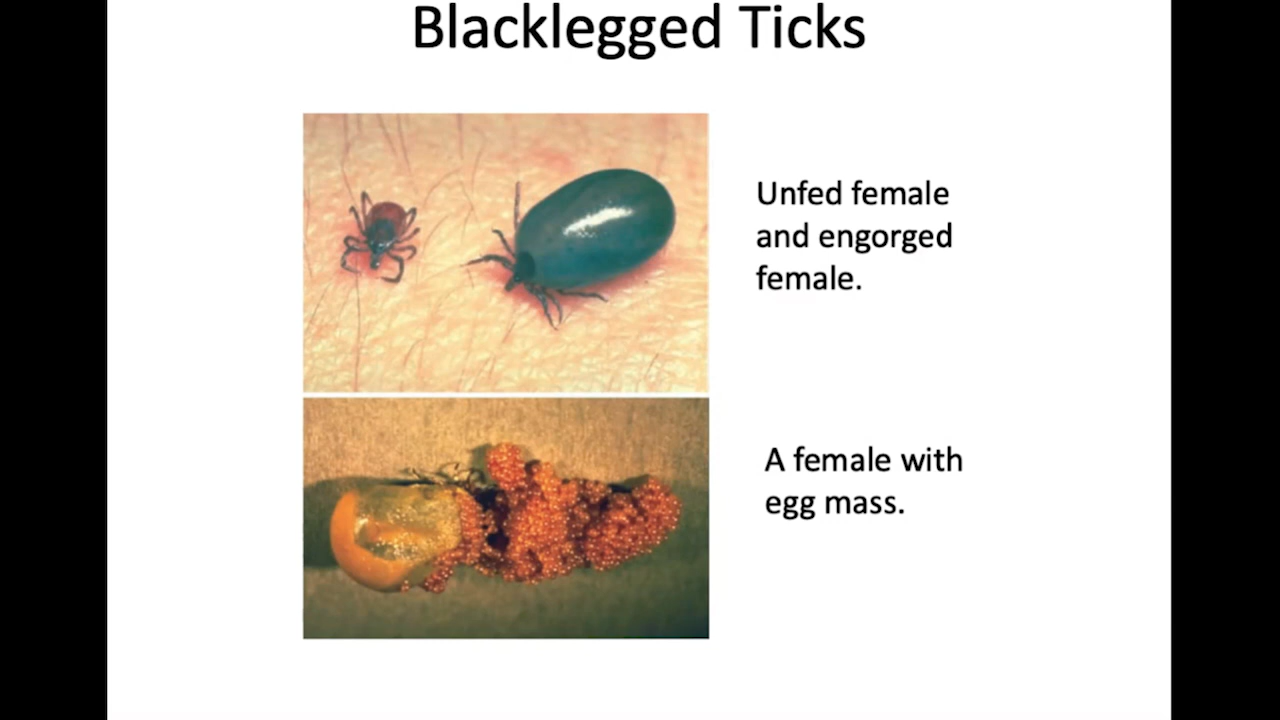 Blacklegged Ticks
Unfed female
and engorged
female.
A female with
egg mass.